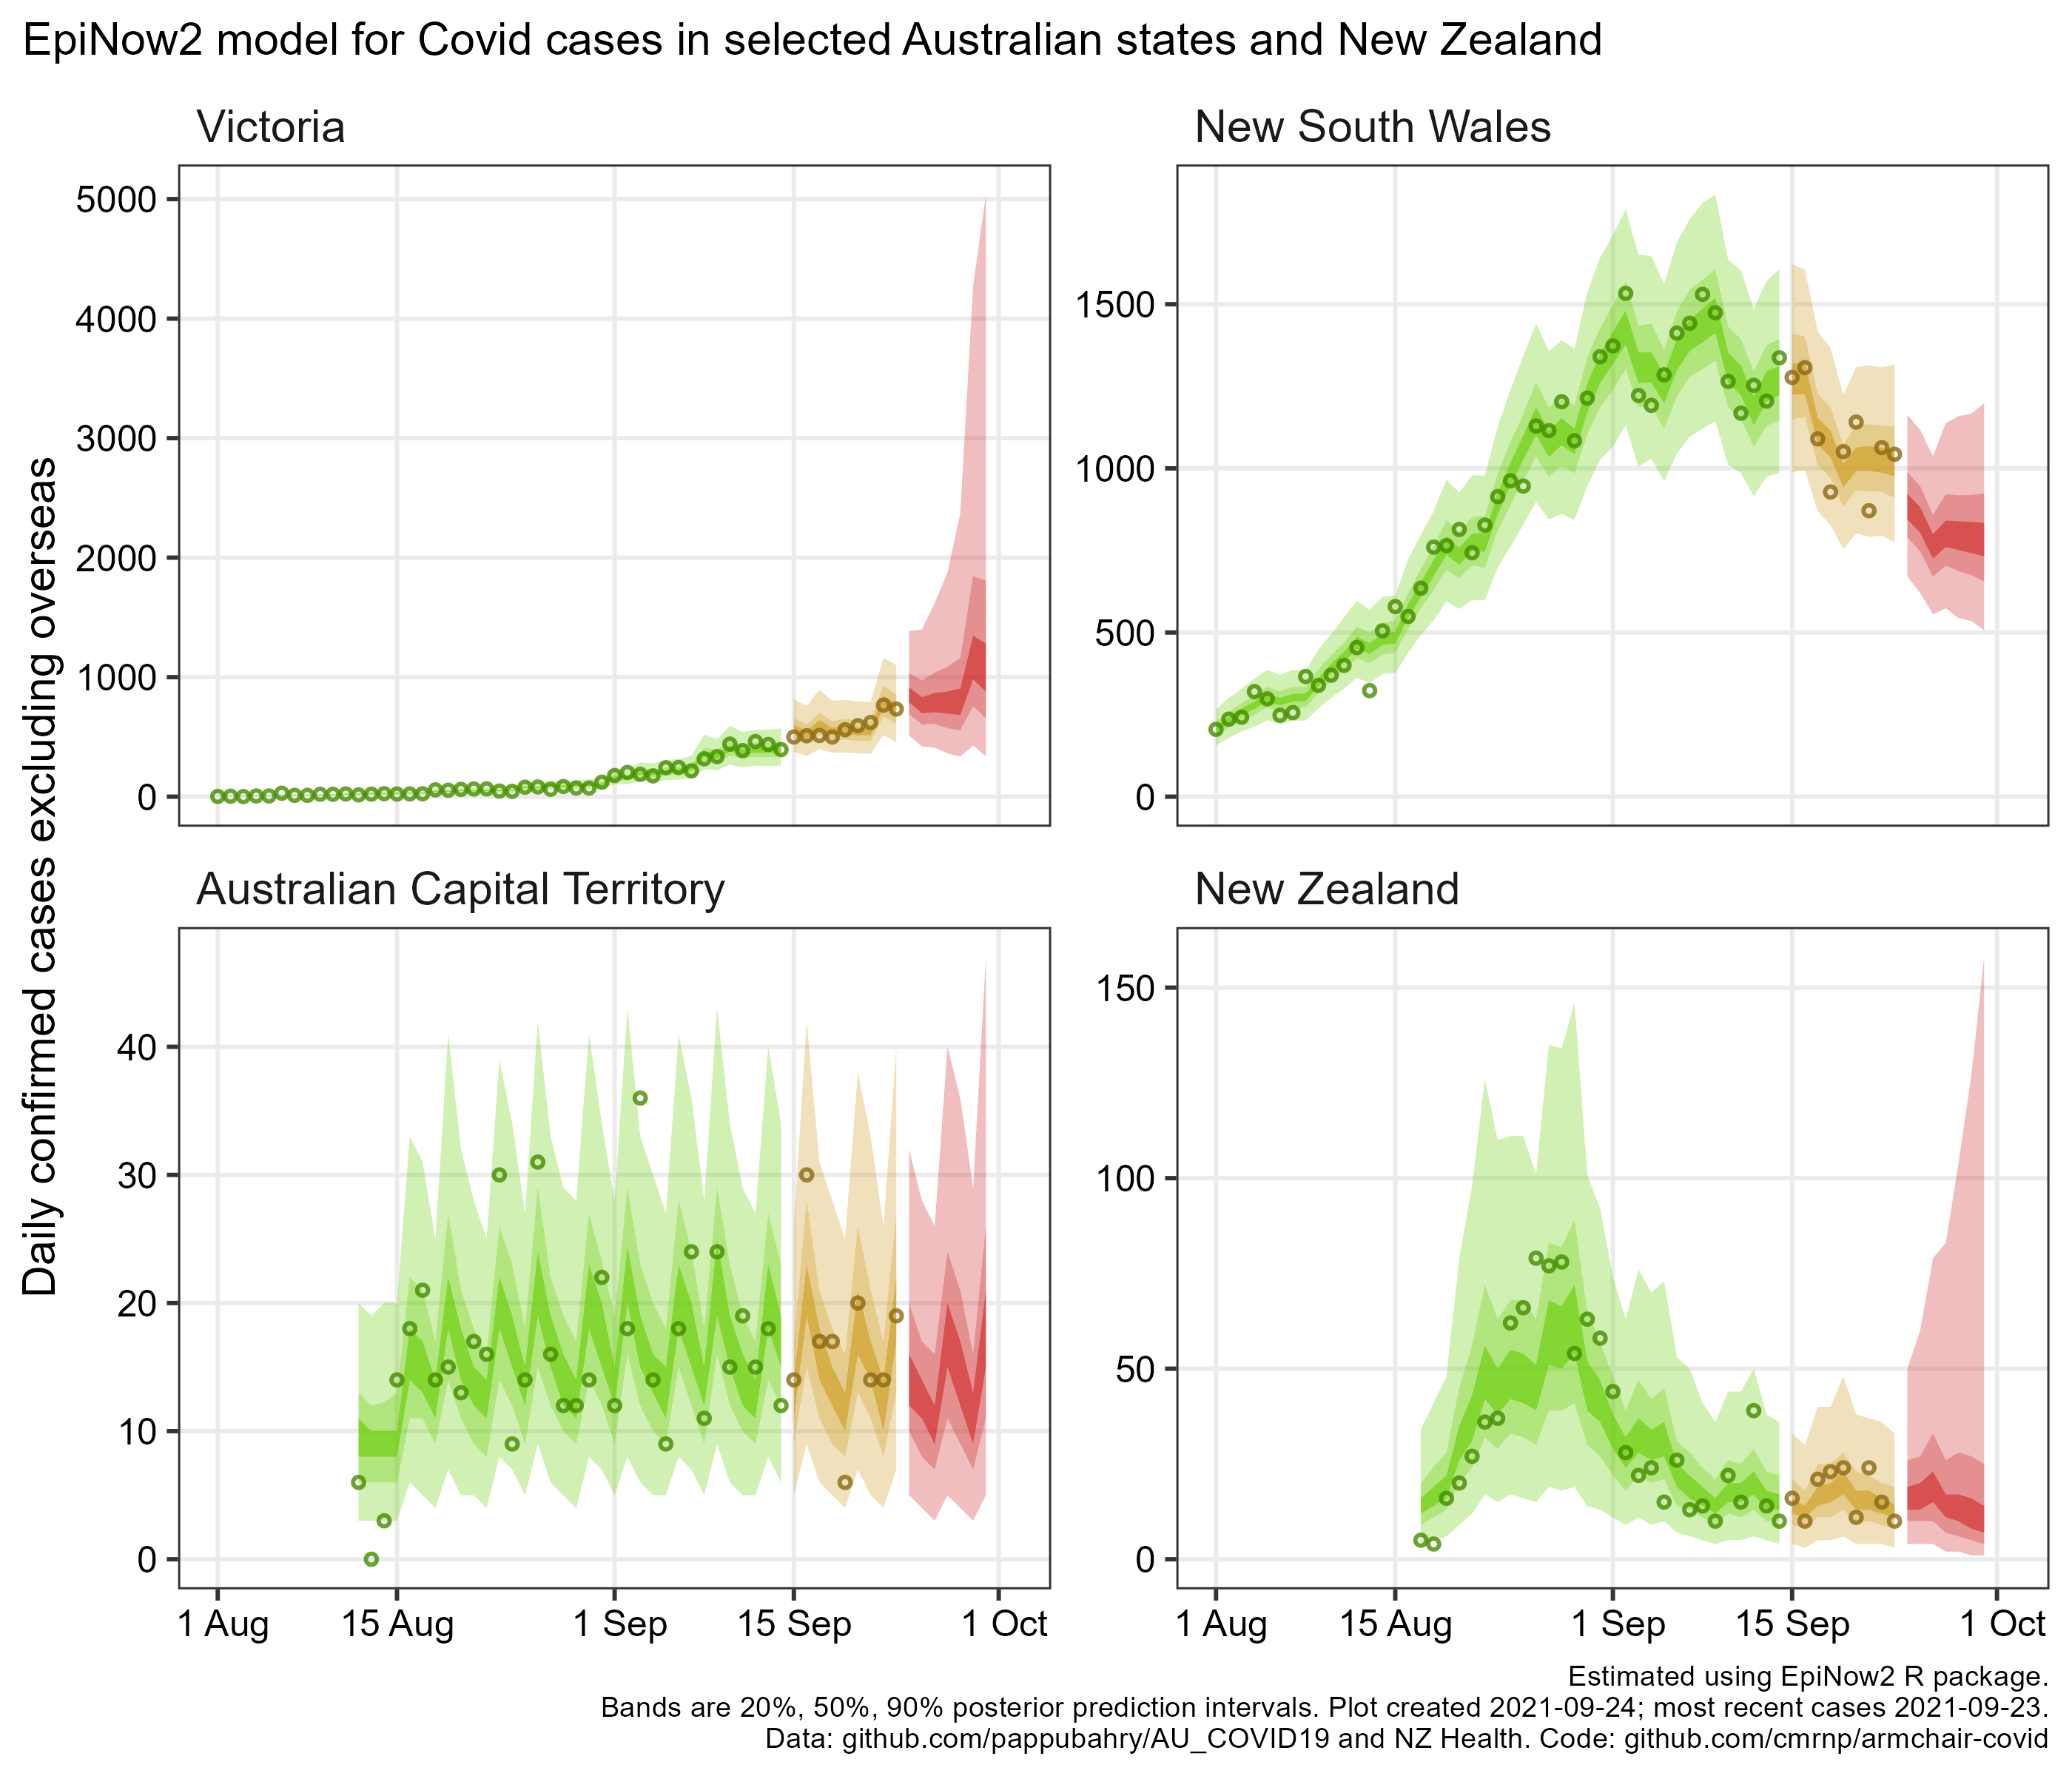 EpiNow2 model for Covid cases in selected Australian states and New Zealand
Daily confirmed cases excluding overseas
Victoria
5000
4000
3000
2000
1000
0
New South Wales
1500
1000
500
0
Australian Capital Territory
40
30
20
10
0
1 Aug 15 Aug 1 Sep 15 Sep 1 Oct
New Zealand
150
100
50
0
1 Aug 15 Aug 1 Sep 15 Sep 1 Oct
Estimated using EpiNow2 R package.
Bands are 20%, 50%, 90% posterior prediction intervals. Plot created 2021-09-24; most recent cases 2021-09-23.
Data: github.com/pappubahry/AU_COVID19 and NZ Health. Code: github.com/cmrnp/armchair-covid